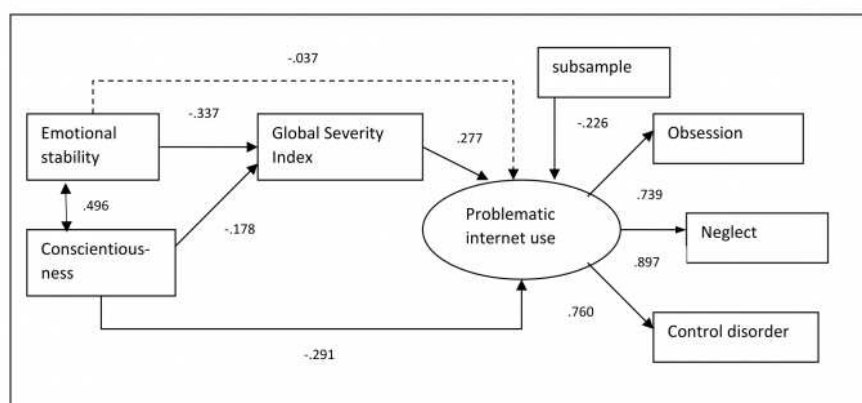 -.037
subsample
-.337
Emotional
stability
Global Severity
Index
.277
-.226
Obsession
.496
-.178
.739
Conscientious-
ness
Problematic
internet use
Neglect
.897
.760
Control disorder
-.291